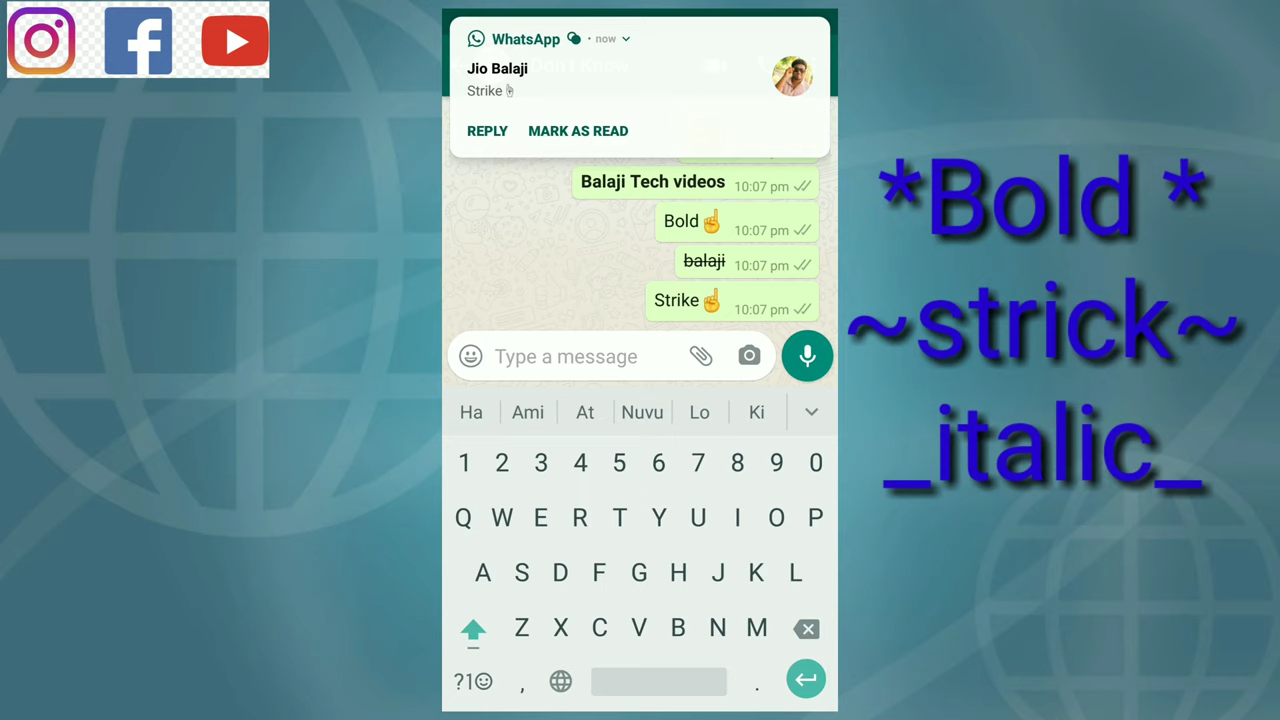 WhatsApp • now
Jio Balaji
Strike☝
REPLY MARK AS READ
Balaji Tech videos 10:07 pm
Bold☝ 10:07 pm
balaji 10:07 pm
Strike☝ 10:07 pm
Type a message
Ha Ami At Nuvu Lo Ki
1 2 3 4 5 6 7 8 9 0
Q W E R T Y U I O P
A S D F G H J K L
Z X C V B N M
?1☺ , .
*Bold *
~strick~
_italic_